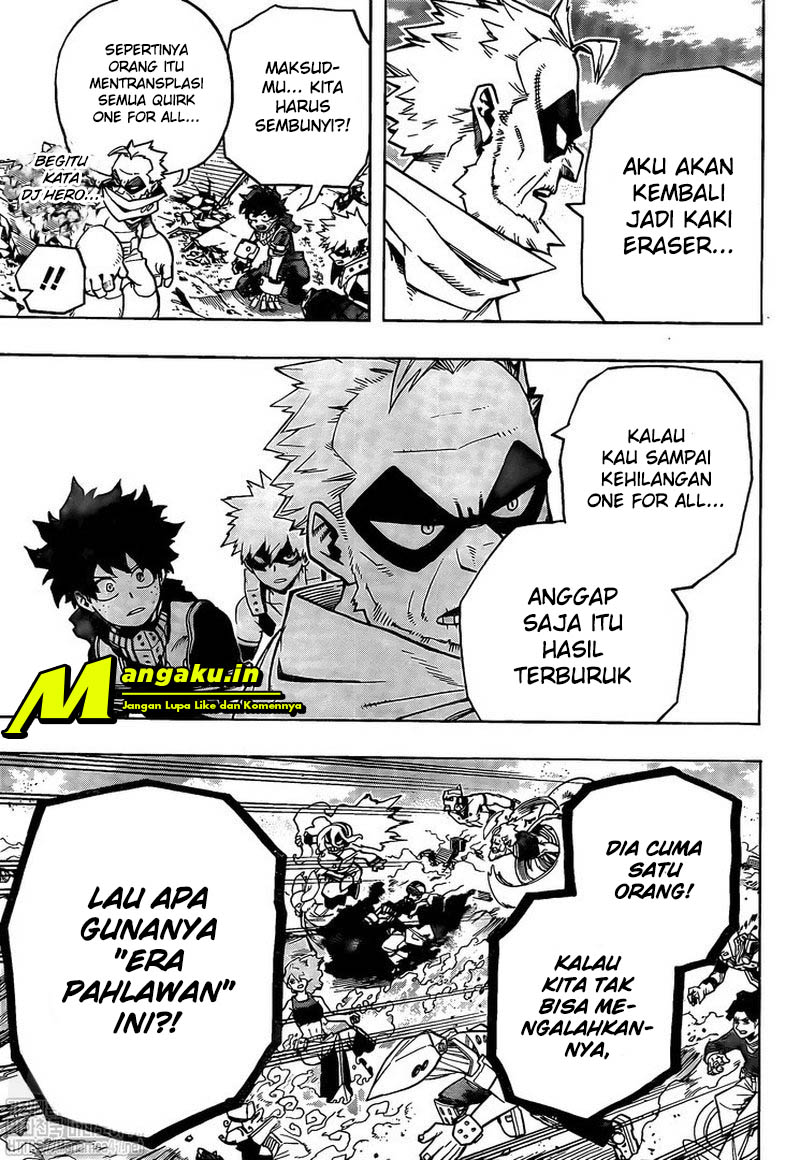 AKU AKAN
KEMBALI
JADI KAKI
ERASER...
MAKSUD-
MU... KITA
HARUS
SEMBUNYI?!
SEPERTINYA
ORANG ITU
MENTRANSPLASI
SEMUA QUIRK
ONE FOR ALL...
BEGITU
KATA
DJ HERO...
!!
KALAU
KAU SAMPAI
KEHILANGAN
ONE FOR ALL...
ANGGAP
SAJA ITU
HASIL
TERBURUK
Mangaku.in
Jangan Lupa Like dan Komennya
DIA CUMA
SATU
ORANG!
KALAU
KITA TAK
BISA ME-
NGALAHKAN-
NYA,
LAU APA
GUNANYA
"ERA
PAHLAWAN"
INI?!